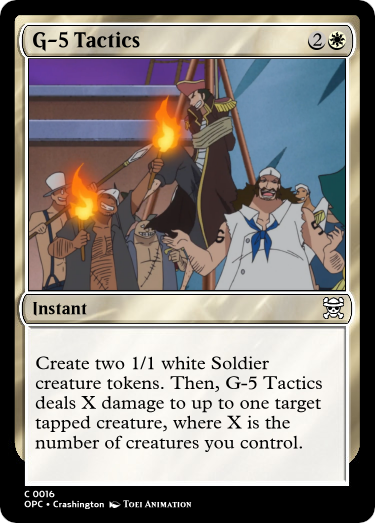 G-5 Tactics 2
Instant
Create two 1/1 white Soldier
creature tokens. Then, G-5 Tactics
deals X damage to up to one target
tapped creature, where X is the
number of creatures you control.
C 0016
OPC • Crashington TOEI ANIMATION